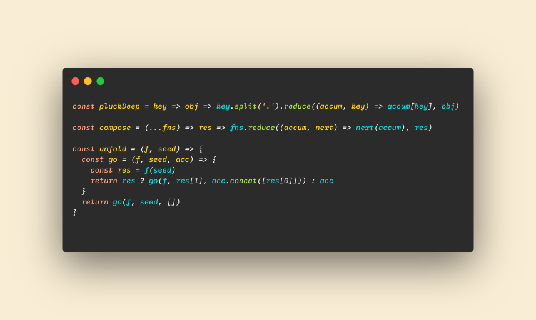 const pluckDeep = key => obj => key.split('.').reduce((accum, key) => accum[key], obj)
const compose = (...fns) => res => fns.reduce((accum, next) => next(accum), res)
const unfold = (f, seed) => {
const go = (f, seed, acc) => {
const res = f(seed)
return res ? go(f, res[1], acc.concat([res[0]])) : acc
}
return go(f, seed, [])
}